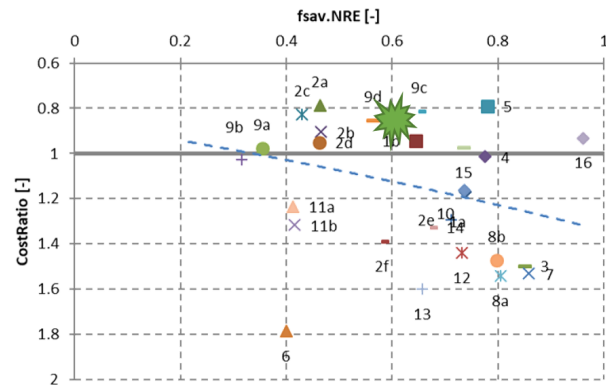 fsav.NRE [-]
0
0.2
0.4
0.6
0.8
1
0.6
0.8
1
1.2
1.4
1.6
1.8
2
CostRatio [-]
2a
2c
9d
9c
5
9b
9a
2b
2d
1b
4
16
15
11a
11b
2e
10
1a
14
8b
2f
12
3
7
8a
13
6